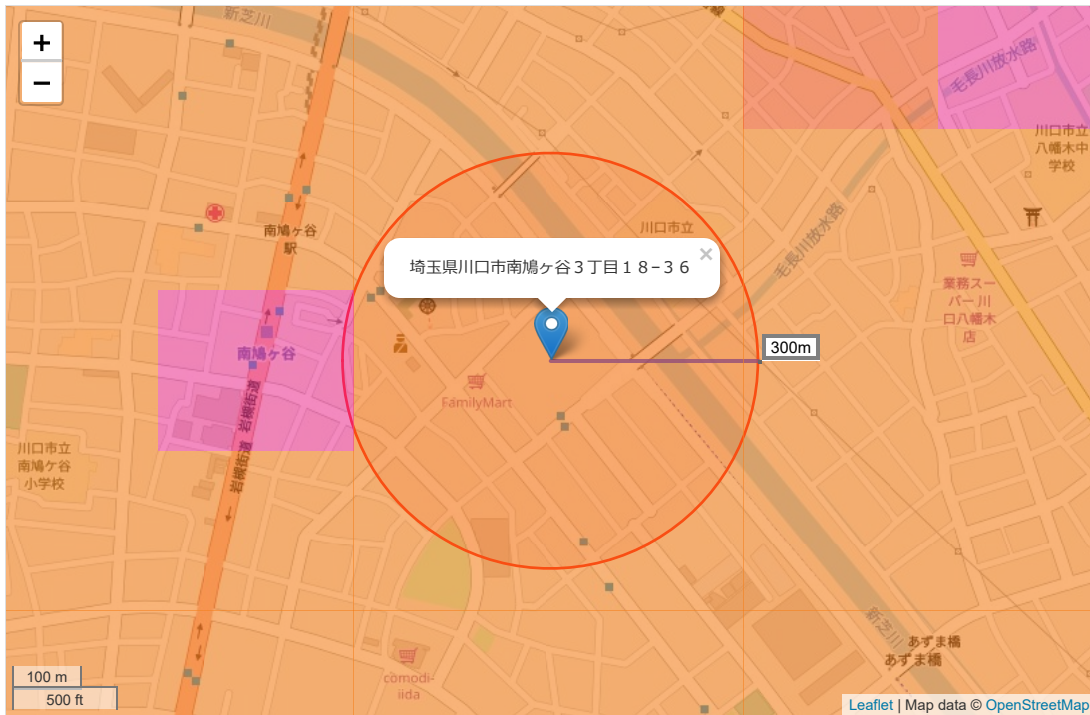 +
−
新芝川
毛長川放水路
川口市立
八幡木中
学校
南鳩ヶ谷
駅
川口市立
毛長川放水路
埼玉県川口市南鳩ヶ谷３丁目１８−３６
×
業務スー
パー 川
口八幡木
店
300m
南鳩ヶ谷
FamilyMart
岩槻街道
岩槻街道
川口市立
南鳩ケ谷
小学校
新芝川
あずま橋
あずま橋
comodi-
iida
100 m
500 ft
Leaflet | Map data © OpenStreetMap